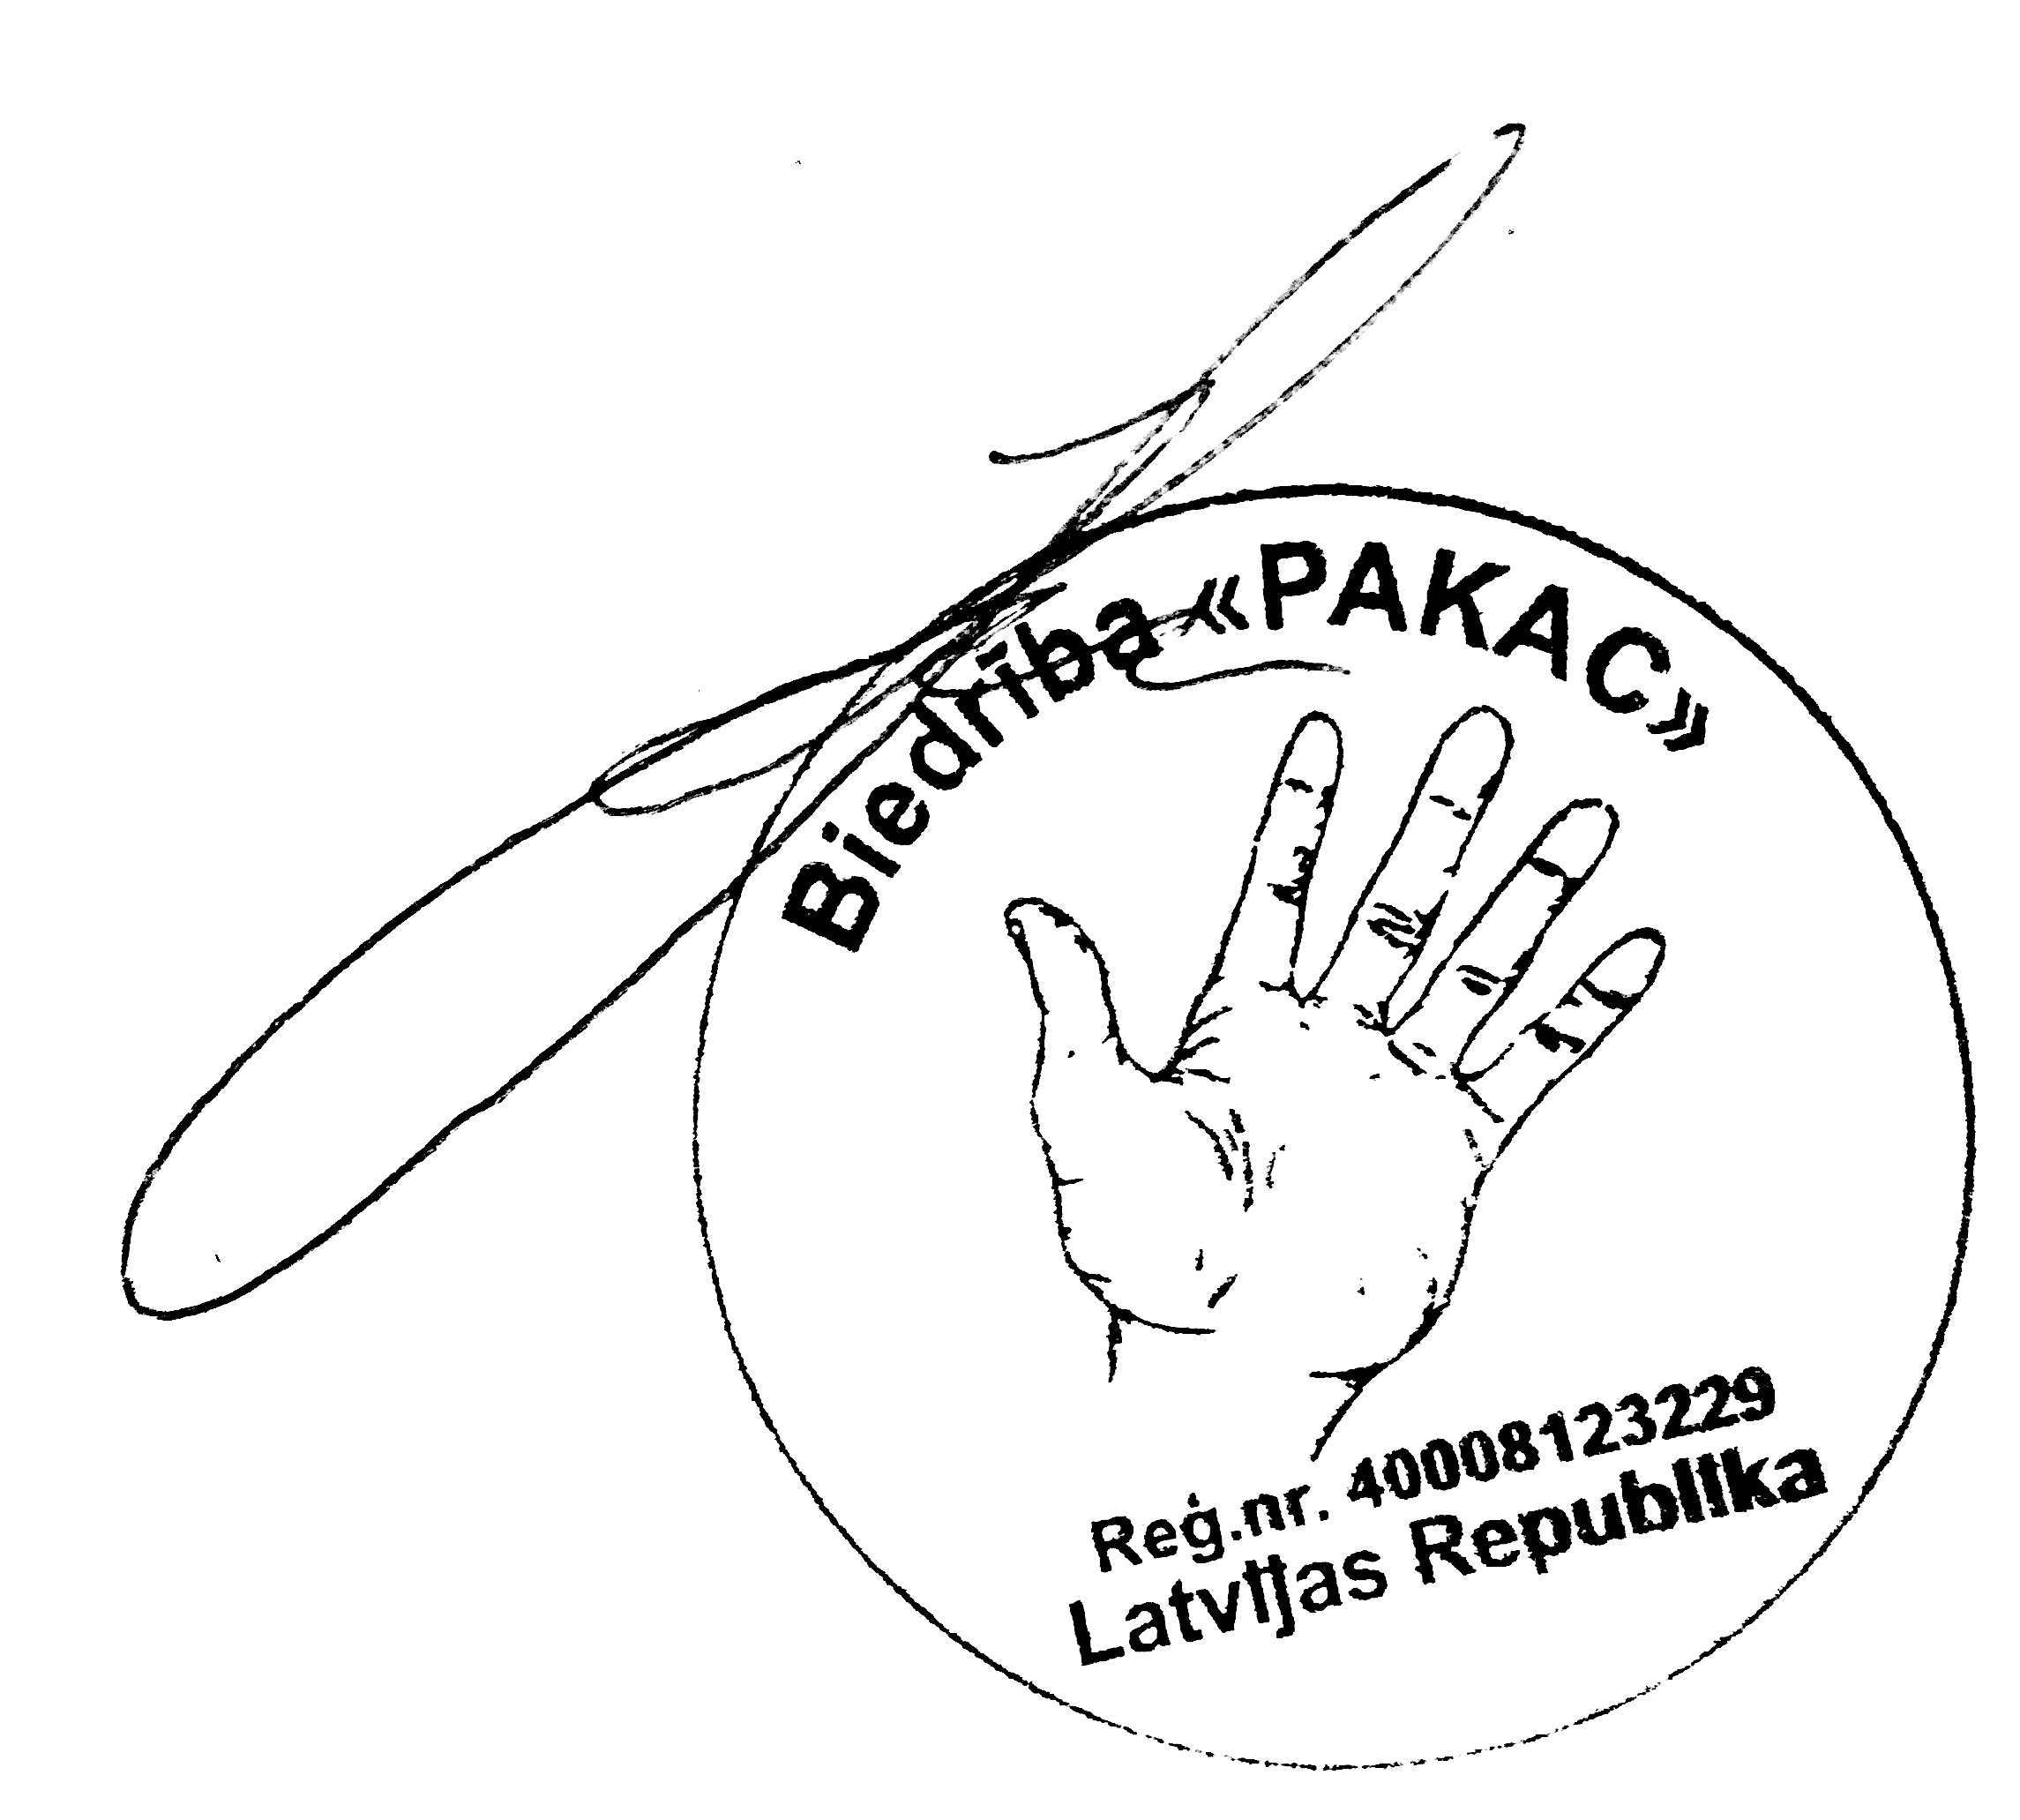 Biedrība «PAKAC»
Reģ.nr. 40008123229
Latvijas Republika